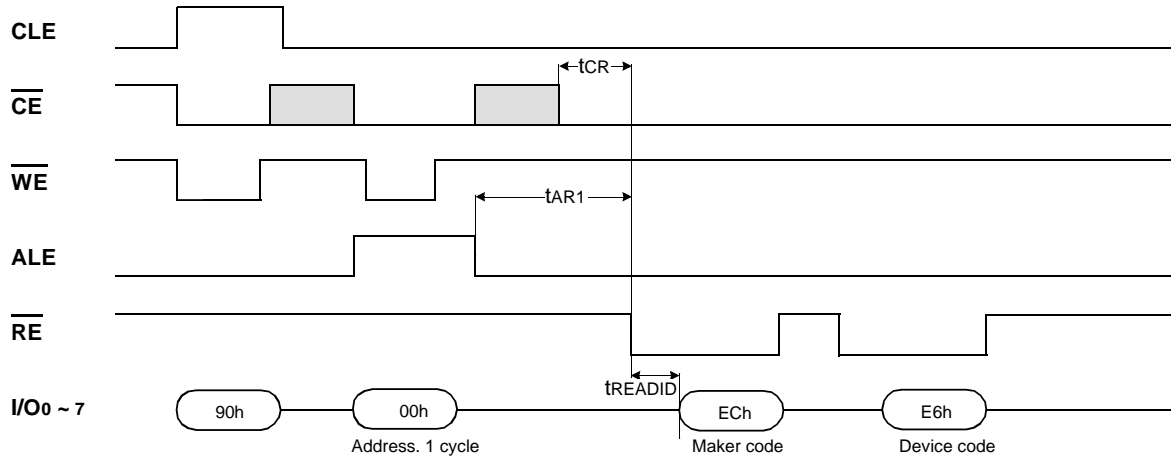 CLE
tCR
CE
WE
tAR1
ALE
RE
tREADID
I/O0 ~ 7
90h
00h
ECh
E6h
Address. 1 cycle
Maker code
Device code